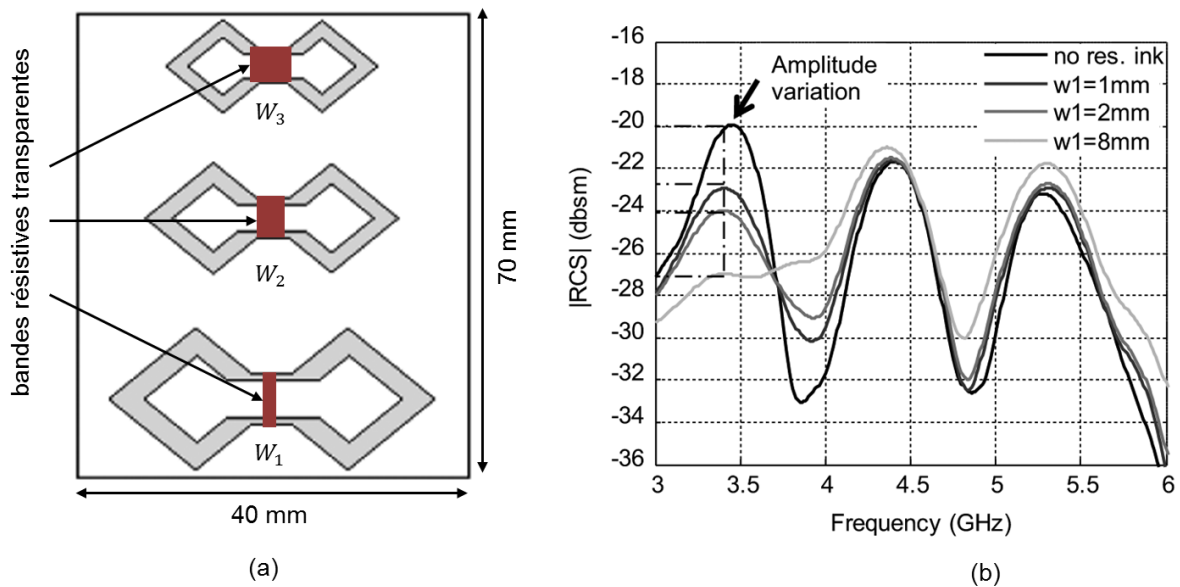 bandes résistives transparentes
W₃
W₂
W₁
70 mm
40 mm
(a)
|RCS| (dbsm)
-16
-18
-20
-22
-24
-26
-28
-30
-32
-34
-36
Amplitude
variation
no res. ink
w1=1mm
w1=2mm
w1=8mm
3
3.5
4
4.5
5
5.5
6
Frequency (GHz)
(b)